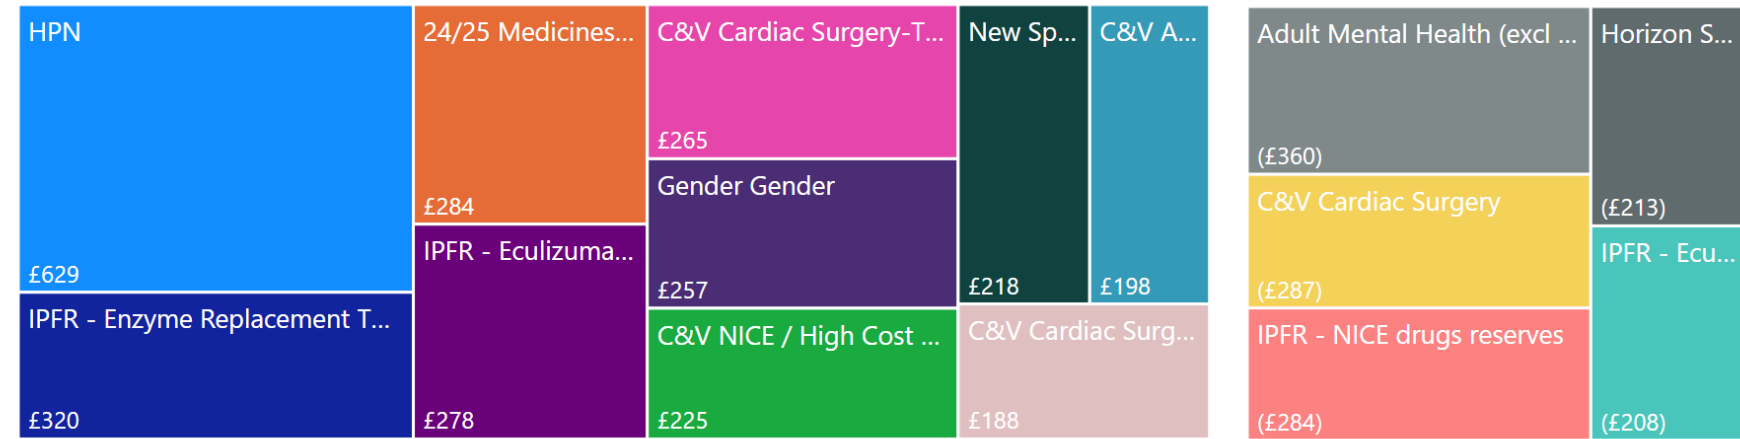 HPN
£629
IPFR - Enzyme Replacement T...
£320
24/25 Medicines...
£284
IPFR - Eculizuma...
£278
C&V Cardiac Surgery-T...
£265
Gender Gender
£257
C&V NICE / High Cost ...
£225
New Sp...
£218
C&V A...
£198
C&V Cardiac Surg...
£188
Adult Mental Health (excl ...
(£360)
C&V Cardiac Surgery
(£287)
IPFR - NICE drugs reserves
(£284)
Horizon S...
(£213)
IPFR - Ecu...
(£208)